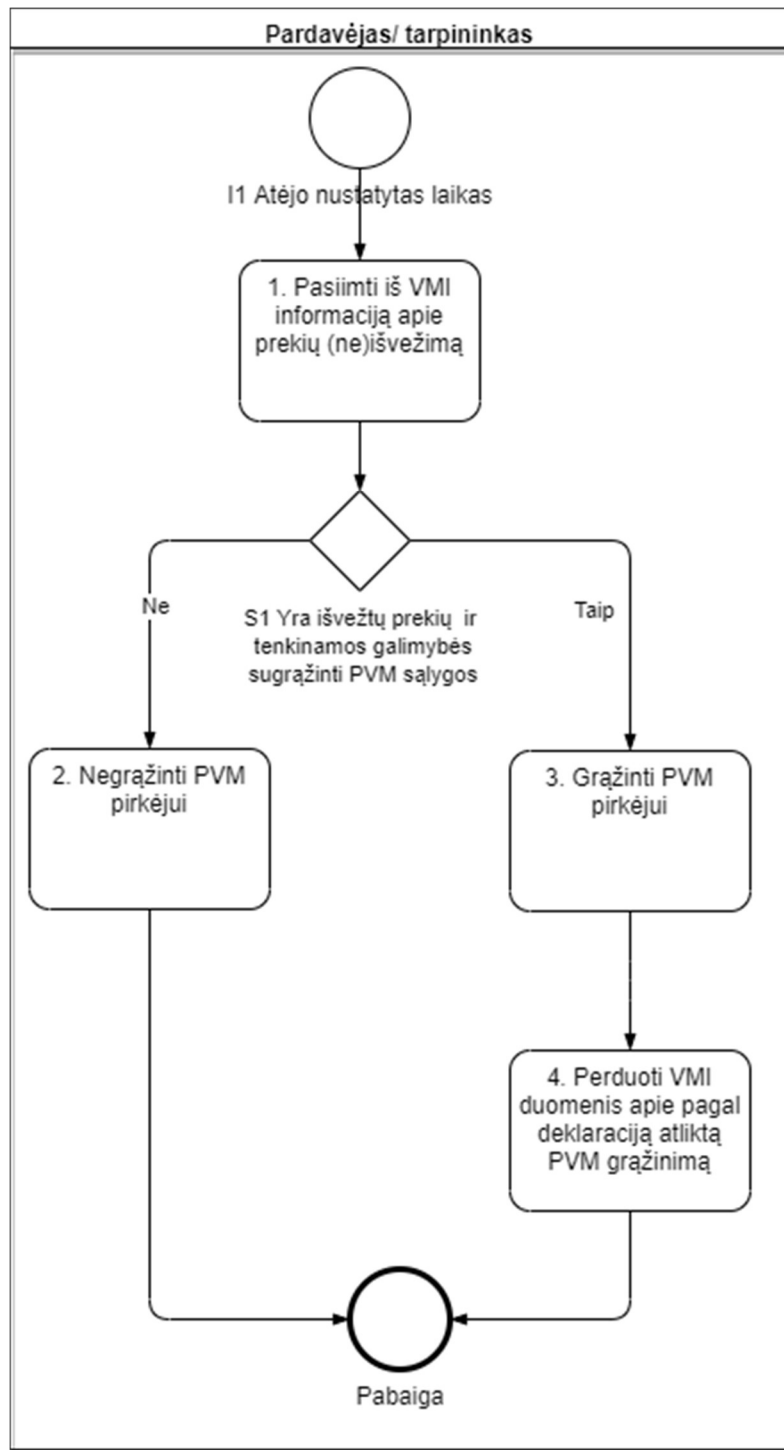 Pardavėjas/ tarpininkas
I1 Atėjo nustatytas laikas
1. Pasiimti iš VMI
informaciją apie
prekių (ne)išvežimą
Ne
S1 Yra išvežtų prekių ir
tenkinamos galimybės
sugrąžinti PVM sąlygos
Taip
2. Negrąžinti PVM
pirkėjui
3. Grąžinti PVM
pirkėjui
4. Perduoti VMI
duomenis apie pagal
deklaraciją atliktą
PVM grąžinimą
Pabaiga